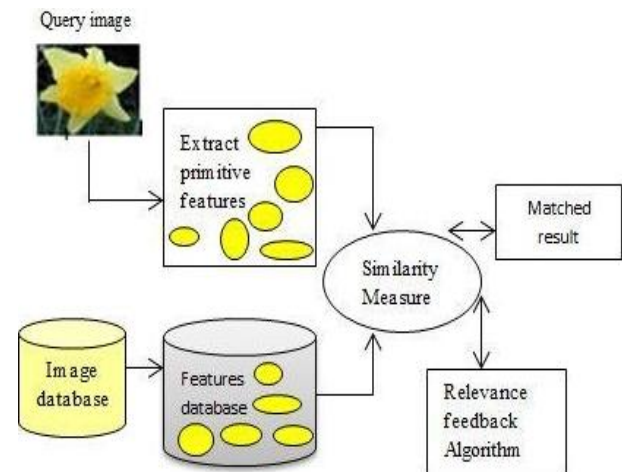 Query image
Extract
primitive
features
Matched
result
Similarity
Measure
Image
database
Features
database
Relevance
feedback
Algorithm